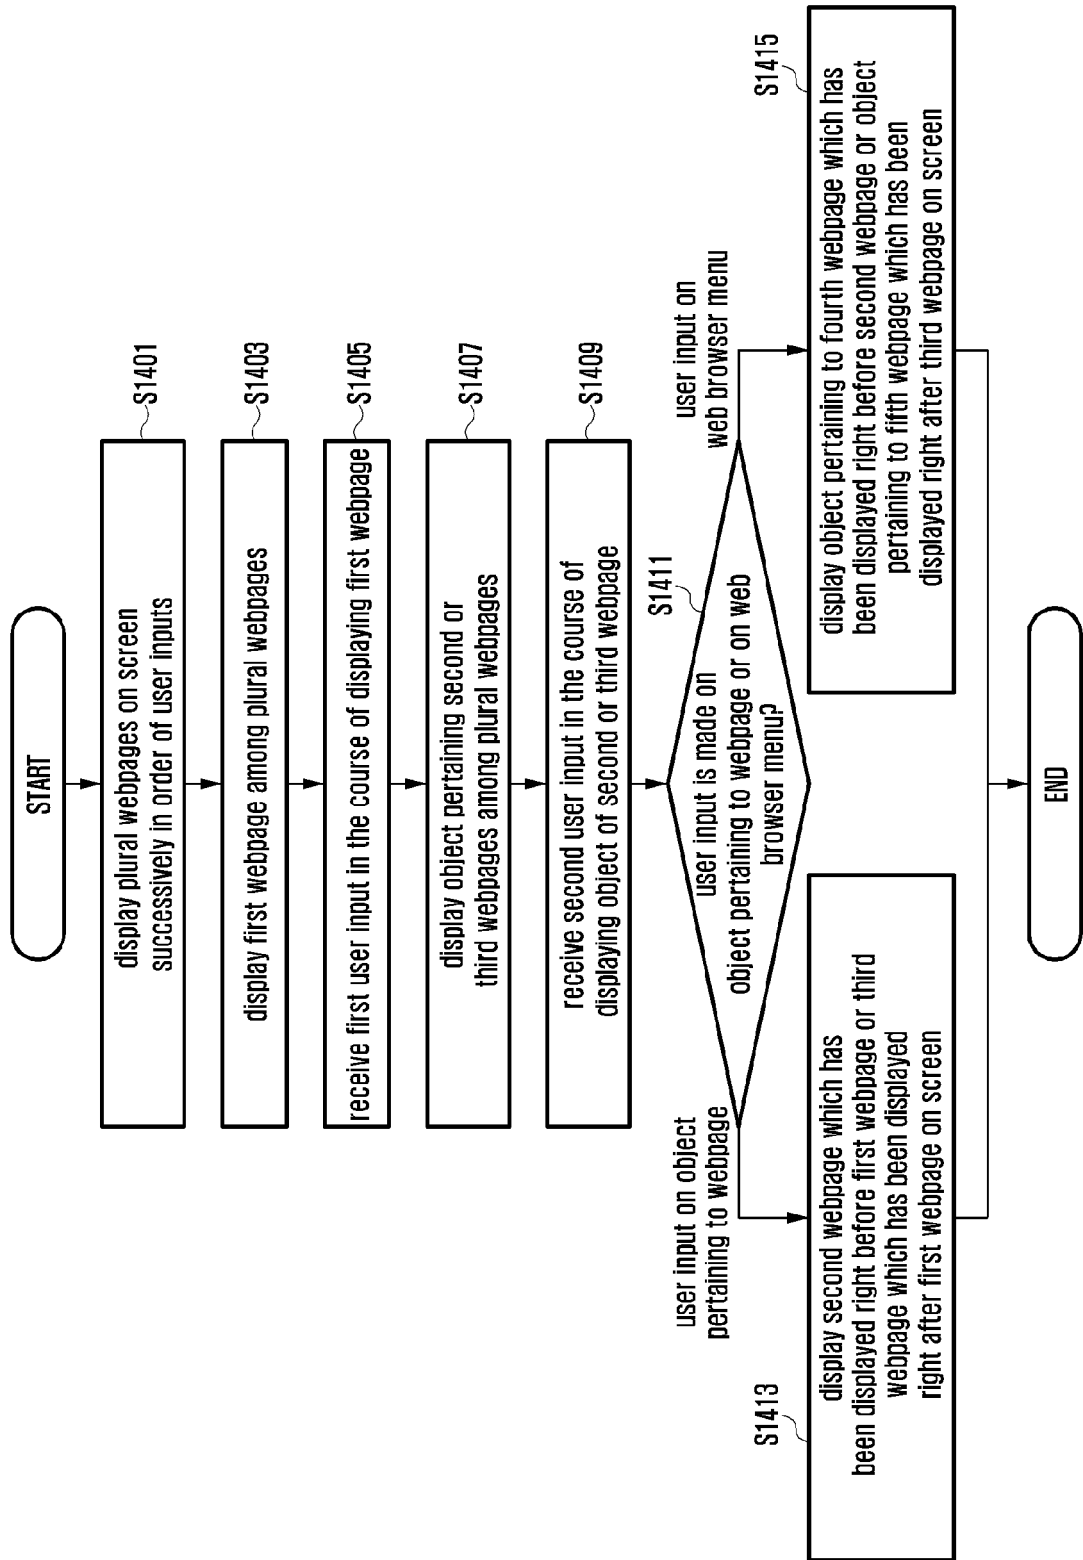 START
display plural webpages on screen
successively in order of user inputs
S1401
display first webpage among plural webpages
S1403
receive first user input in the course of displaying first webpage
S1405
display object pertaining second or
third webpages among plural webpages
S1407
receive second user input in the course of
displaying object of second or third webpage
S1409
user input is made on
object pertaining to webpage or on web
browser menu?
S1411
user input on object
pertaining to webpage
user input on
web browser menu
S1413
display second webpage which has
been displayed right before first webpage or third
webpage which has been displayed
right after first webpage on screen
S1415
display object pertaining to fourth webpage which has
been displayed right before second webpage or object
pertaining to fifth webpage which has been
displayed right after third webpage on screen
END